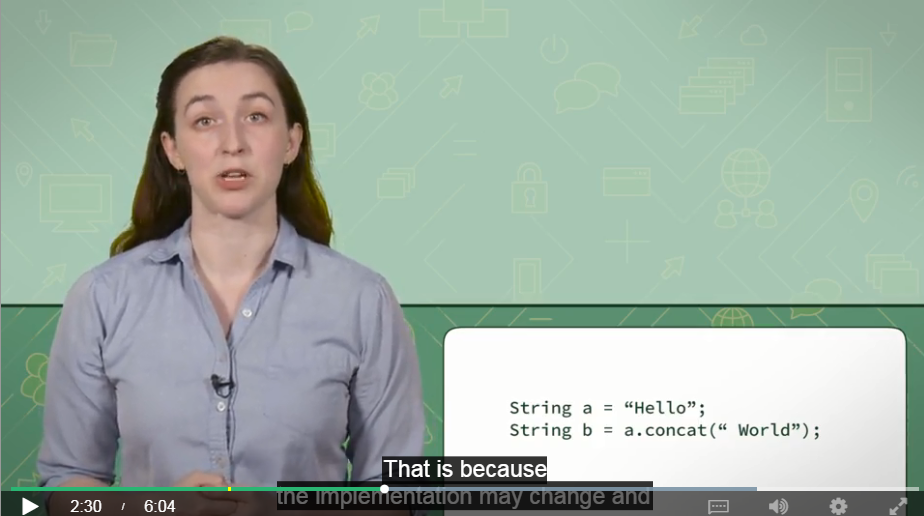 String a = “Hello”;
String b = a.concat(“ World”);
That is because
the implementation may change and
2:30 / 6:04